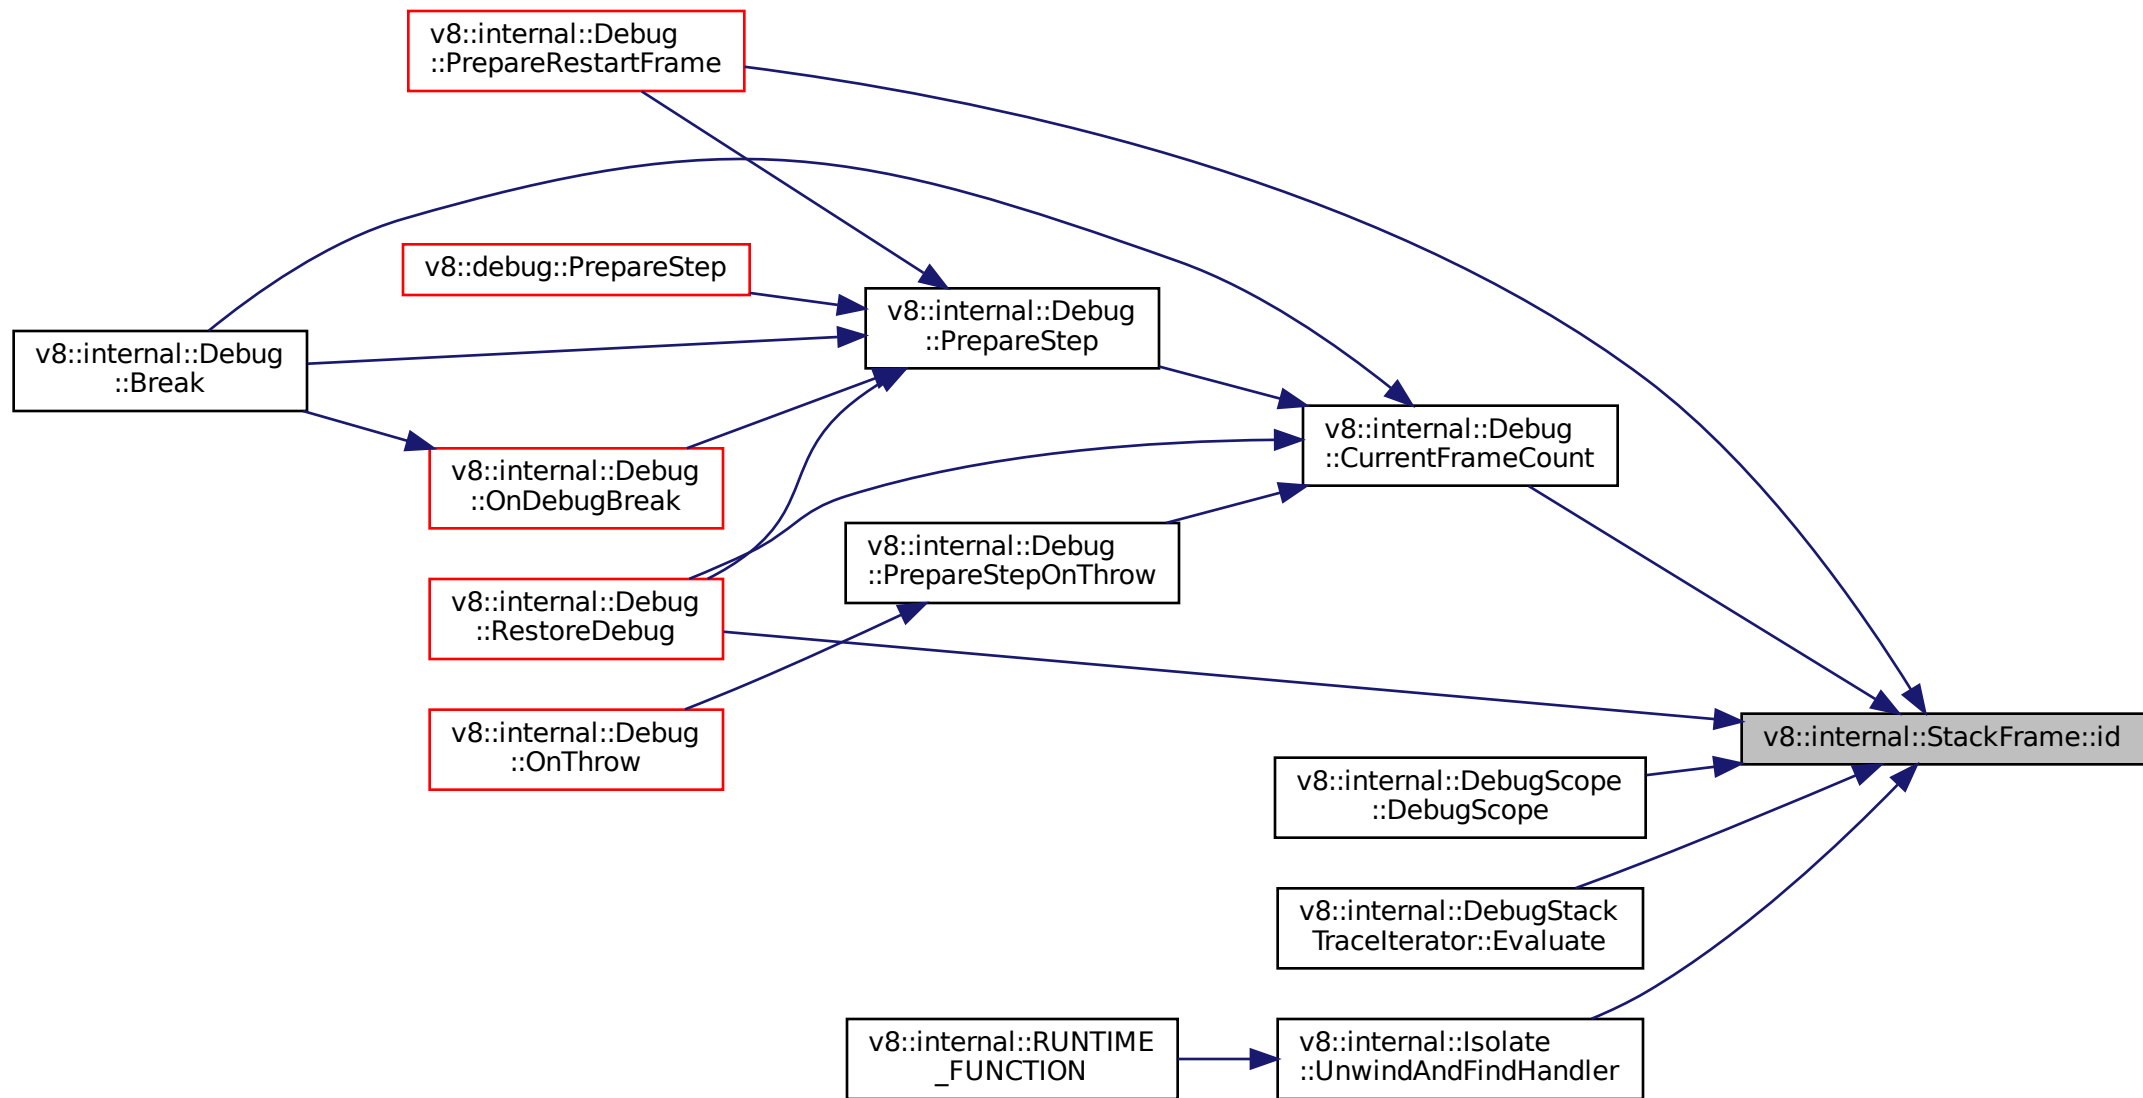 v8::internal::Debug
::PrepareRestartFrame
v8::debug::PrepareStep
v8::internal::Debug
::PrepareStep
v8::internal::Debug
::Break
v8::internal::Debug
::CurrentFrameCount
v8::internal::Debug
::OnDebugBreak
v8::internal::Debug
::PrepareStepOnThrow
v8::internal::Debug
::RestoreDebug
v8::internal::Debug
::OnThrow
v8::internal::StackFrame::id
v8::internal::DebugScope
::DebugScope
v8::internal::DebugStack
TraceIterator::Evaluate
v8::internal::RUNTIME
_FUNCTION
v8::internal::Isolate
::UnwindAndFindHandler